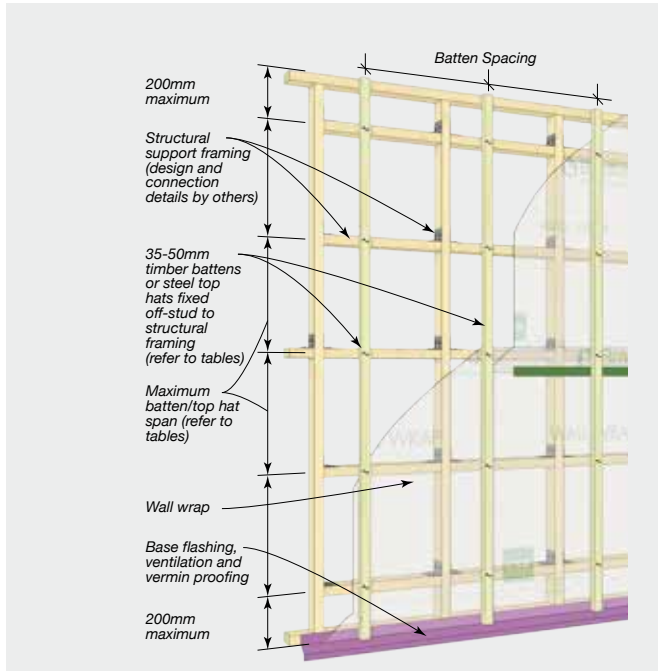 Batten Spacing
200mm
maximum
Structural
support framing
(design and
connection
details by others)
35-50mm
timber battens
or steel top
hats fixed
off-stud to
structural
framing
(refer to tables)
Maximum
batten/top hat
span (refer to
tables)
WRAP
Wall wrap
Base flashing,
ventilation and
vermin proofing
200mm
maximum